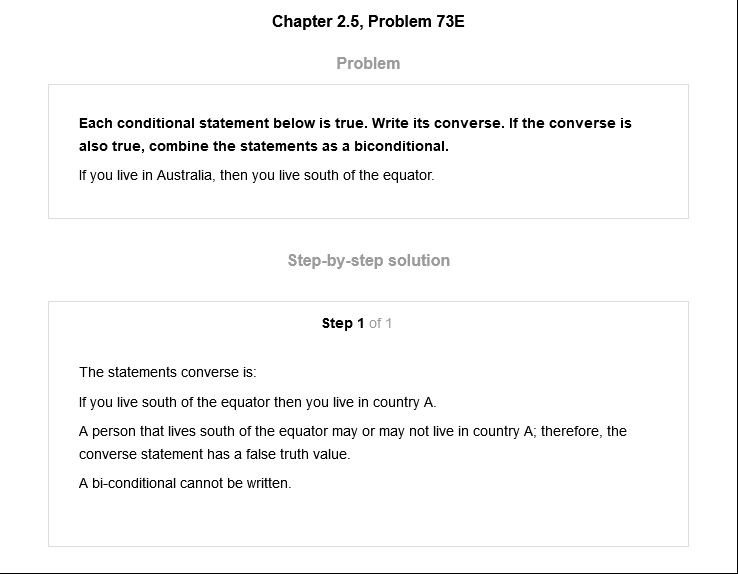 Chapter 2.5, Problem 73E
Problem
Each conditional statement below is true. Write its converse. If the converse is
also true, combine the statements as a biconditional.
If you live in Australia, then you live south of the equator.
Step-by-step solution
Step 1 of 1
The statements converse is:
If you live south of the equator then you live in country A.
A person that lives south of the equator may or may not live in country A; therefore, the
converse statement has a false truth value.
A bi-conditional cannot be written.